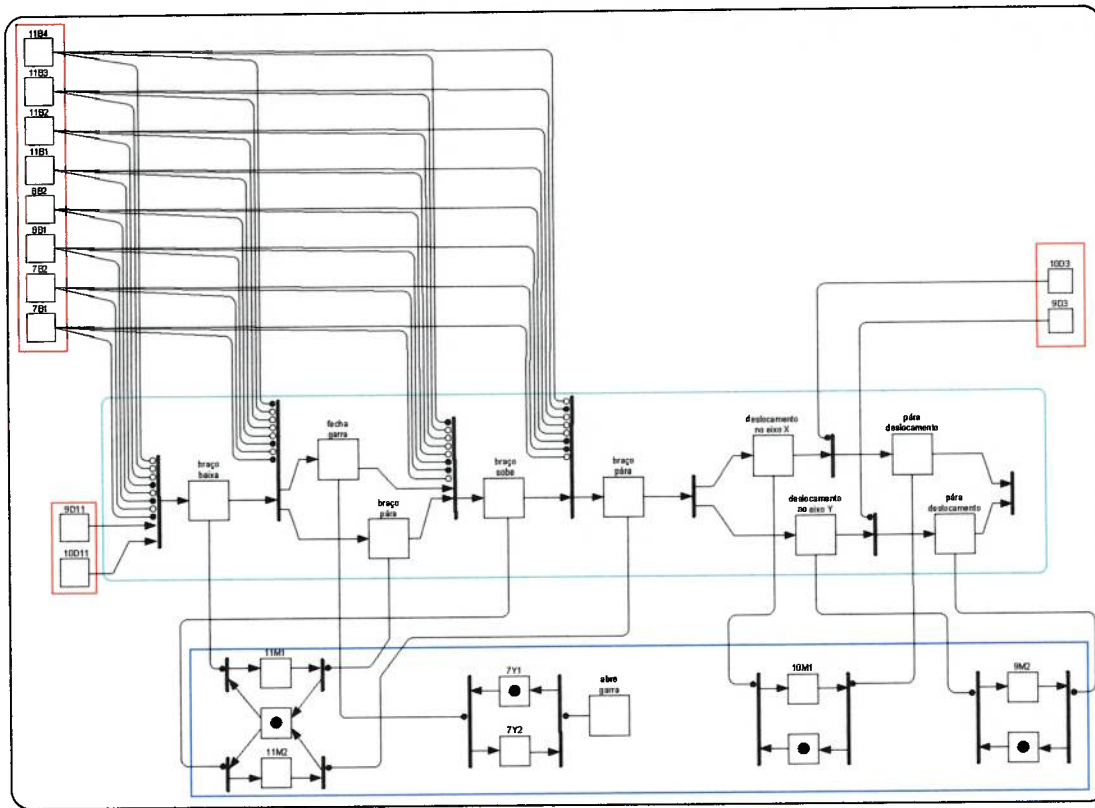 11B4
11B3
11B2
11B1
8B2
8B1
7B2
7B1
10D3
9D3
9D11
10D11
braço
baixa
fecha
garra
braço
pára
braço
sobe
braço
pára
deslocamento
no eixo X
deslocamento
no eixo Y
pára
deslocamento
pára
deslocamento
11M1
11M2
7Y1
7Y2
abre
garra
10M1
9M2